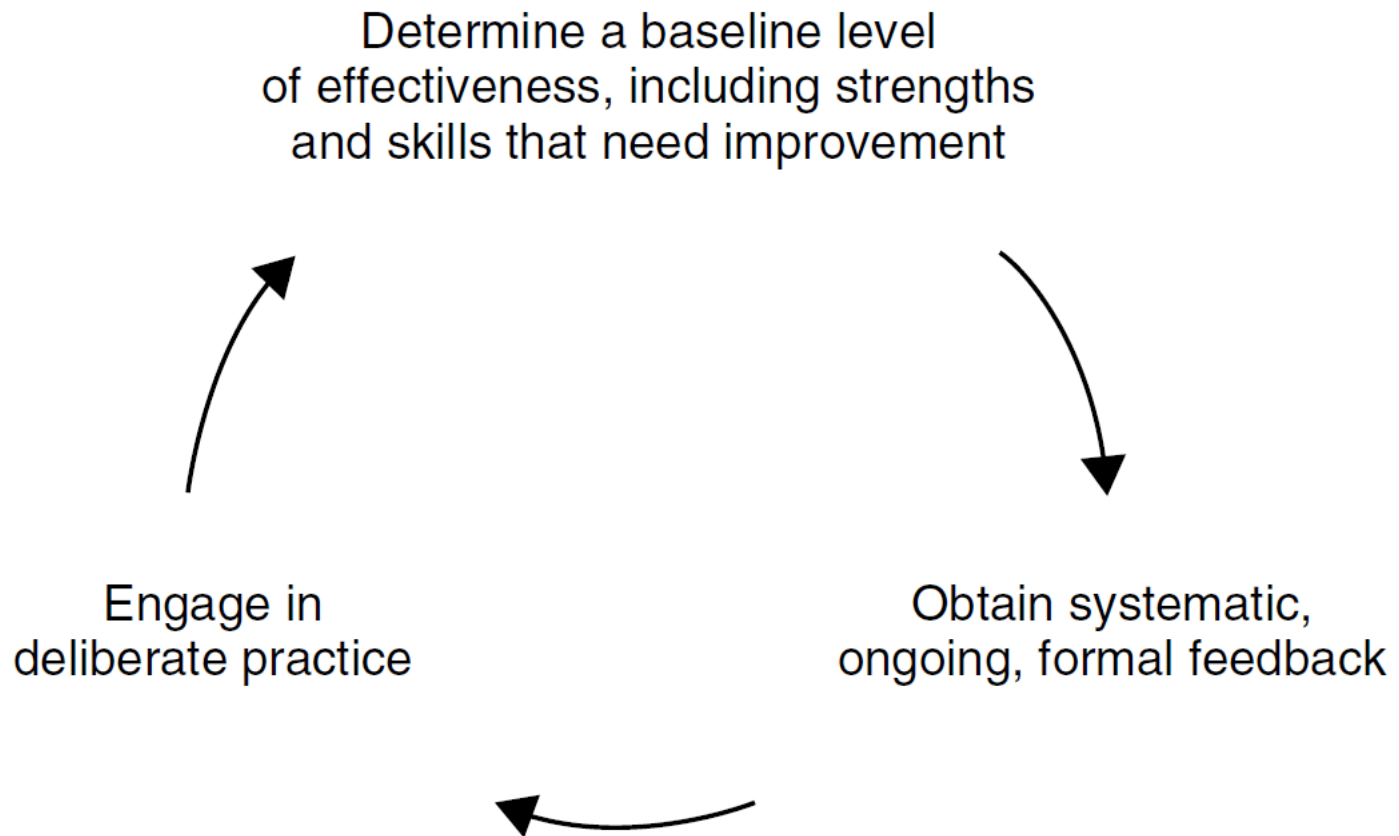 Determine a baseline level
of effectiveness, including strengths
and skills that need improvement
Engage in
deliberate practice
Obtain systematic,
ongoing, formal feedback